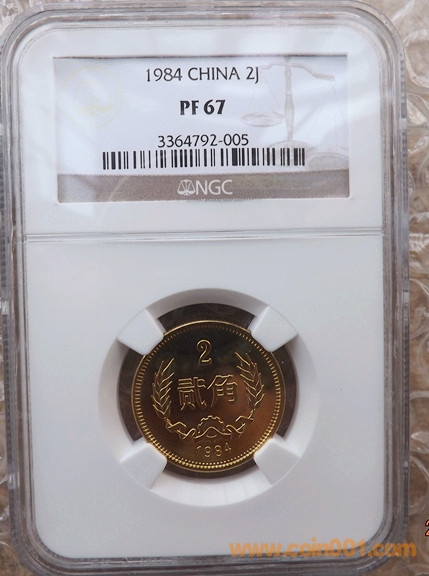 1984 CHINA 2J
PF 67
3364792-005
NGC
2
贰角
1984
www.coin001.com